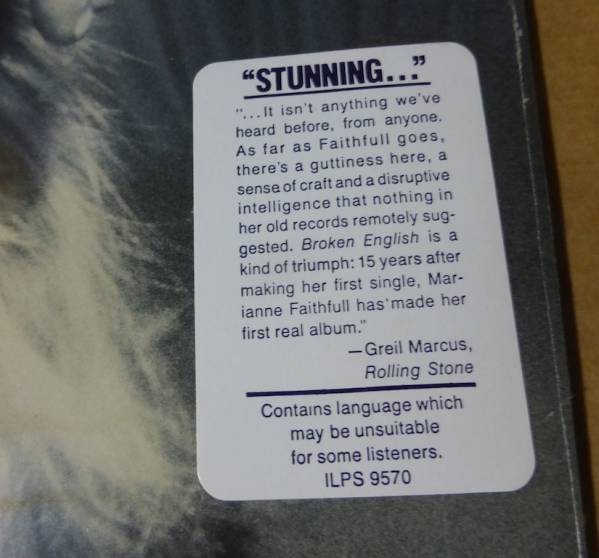 “STUNNING...”
“...It isn't anything we've
heard before, from anyone.
As far as Faithfull goes,
there's a guttiness here, a
sense of craft and a disruptive
intelligence that nothing in
her old records remotely sug-
gested. Broken English is a
kind of triumph: 15 years after
making her first single, Mar-
ianne Faithfull has made her
first real album.”
—Greil Marcus,
Rolling Stone
Contains language which
may be unsuitable
for some listeners.
ILPS 9570